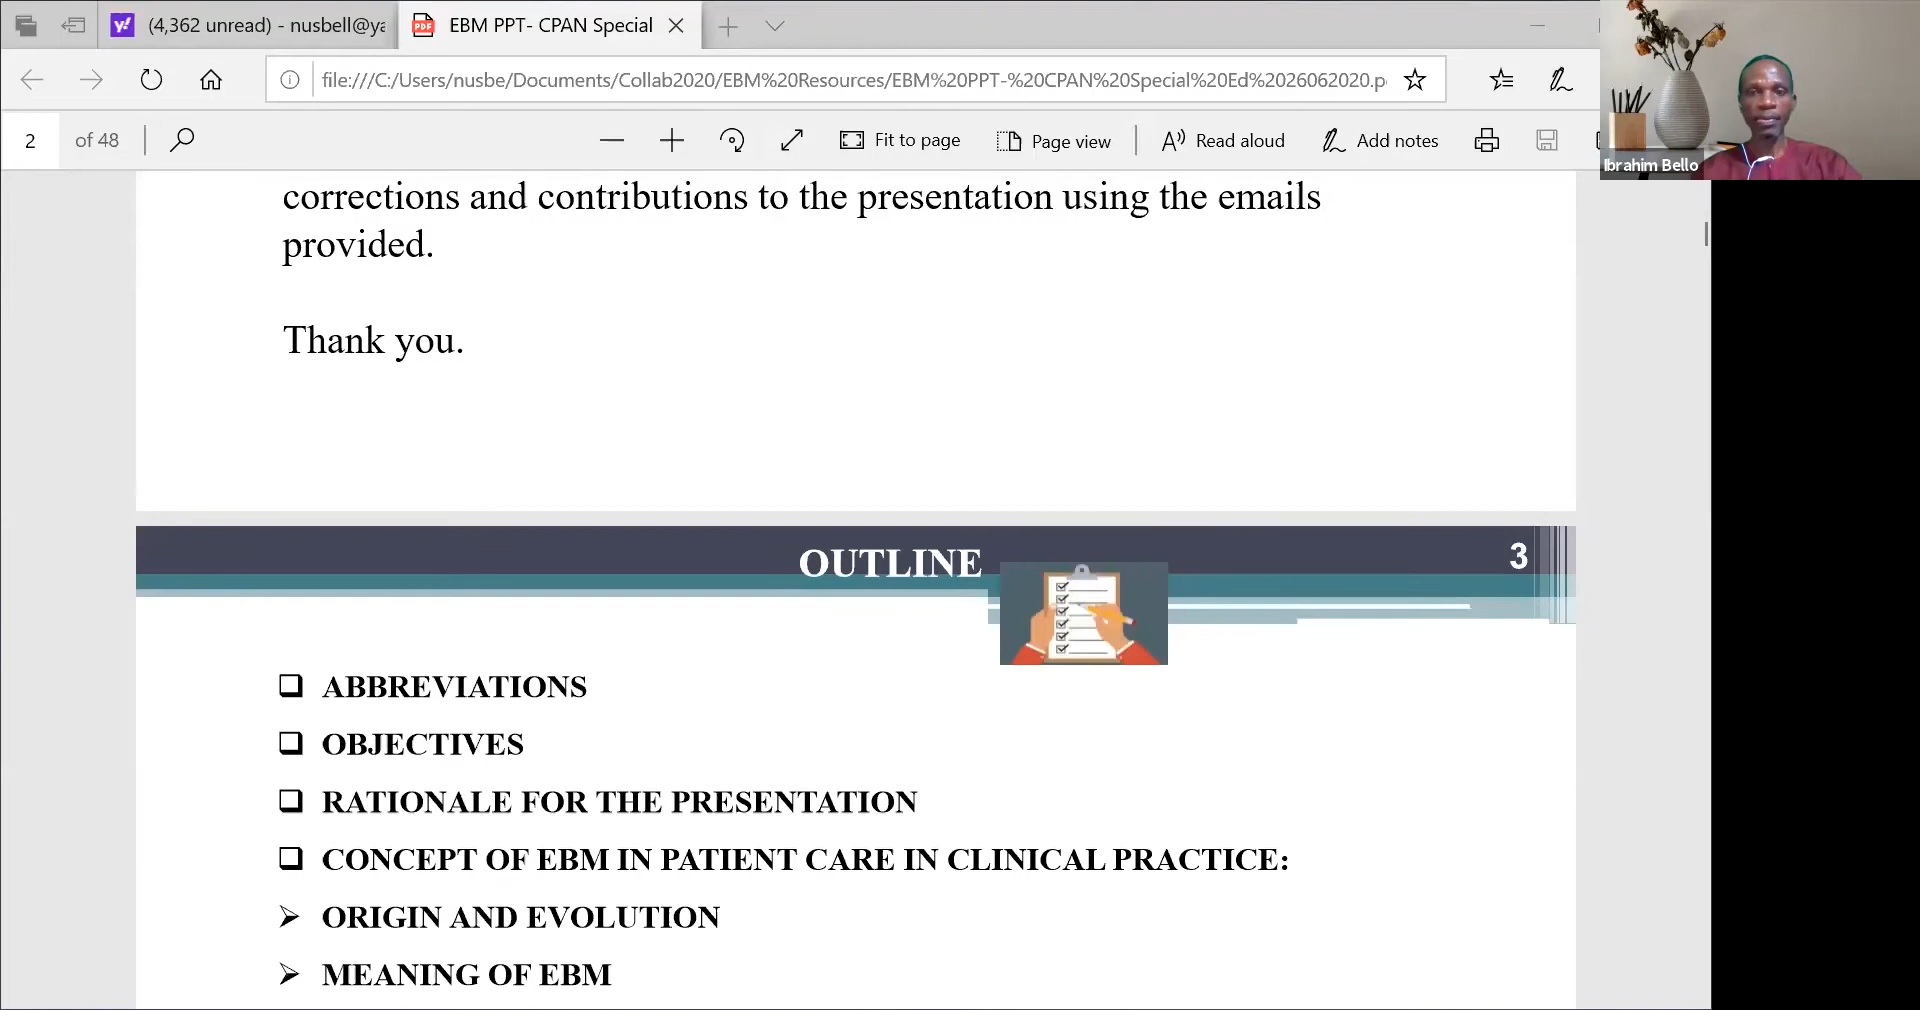 (4,362 unread) - nusbell@ya
EBM PPT- CPAN Special
file:///C:/Users/nusbe/Documents/Collab2020/EBM%20Resources/EBM%20PPT-%20CPAN%20Special%20Ed%2026062020.p
2 of 48
Fit to page
Page view
Read aloud
Add notes
Ibrahim Bello
corrections and contributions to the presentation using the emails
provided.
Thank you.
OUTLINE
3
ABBREVIATIONS
OBJECTIVES
RATIONALE FOR THE PRESENTATION
CONCEPT OF EBM IN PATIENT CARE IN CLINICAL PRACTICE:
ORIGIN AND EVOLUTION
MEANING OF EBM